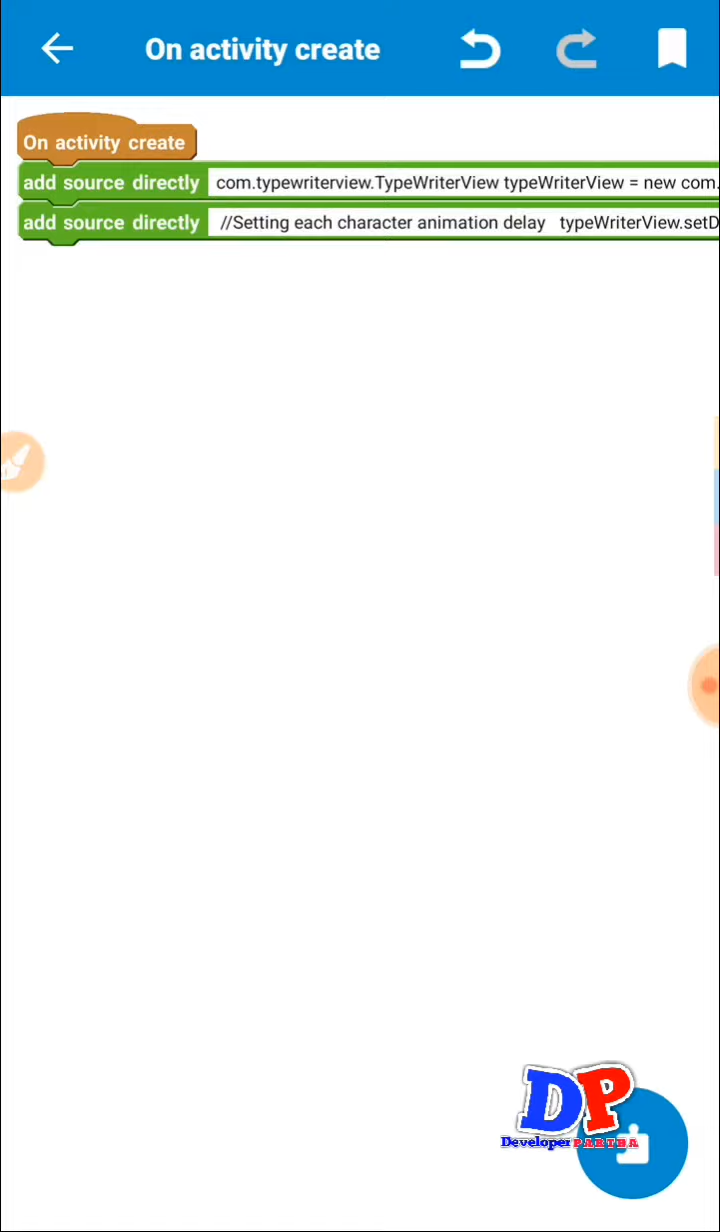 On activity create
On activity create
add source directly com.typewriterview.TypeWriterView typeWriterView = new com.
add source directly //Setting each character animation delay typeWriterView.setD
DP
Developer PARTHA